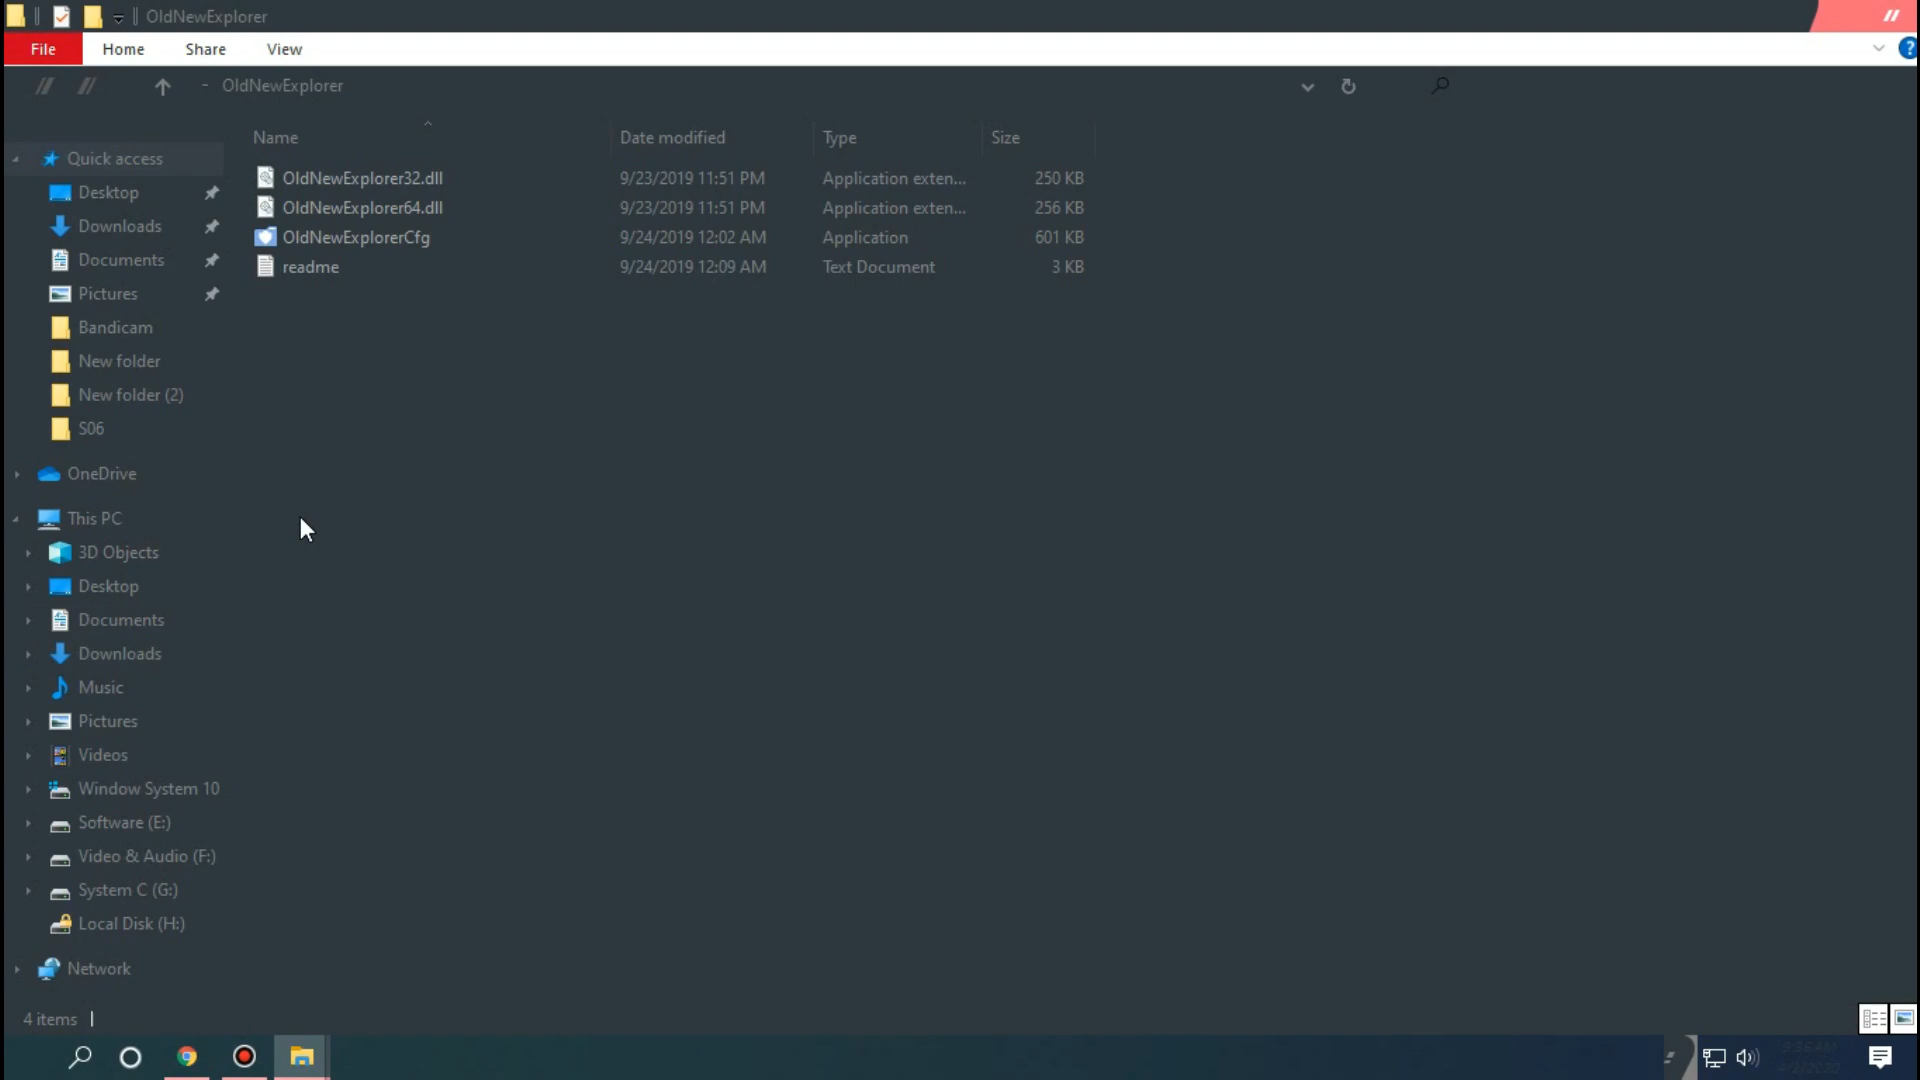 OldNewExplorer
File Home Share View
OldNewExplorer
Name Date modified Type Size
OldNewExplorer32.dll 9/23/2019 11:51 PM Application exten... 250 KB
OldNewExplorer64.dll 9/23/2019 11:51 PM Application exten... 256 KB
OldNewExplorerCfg 9/24/2019 12:02 AM Application 601 KB
readme 9/24/2019 12:09 AM Text Document 3 KB
Quick access
Desktop
Downloads
Documents
Pictures
Bandicam
New folder
New folder (2)
S06
OneDrive
This PC
3D Objects
Desktop
Documents
Downloads
Music
Pictures
Videos
Window System 10
Software (E:)
Video & Audio (F:)
System C (G:)
Local Disk (H:)
Network
4 items